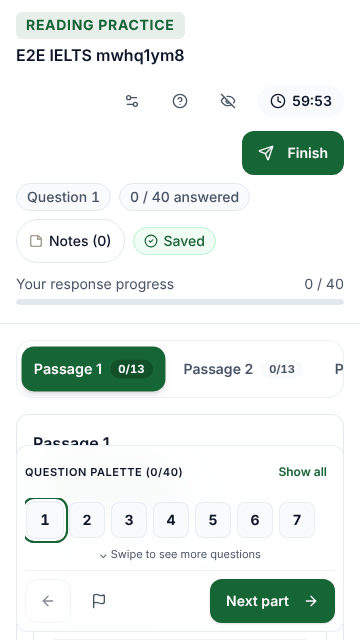 READING PRACTICE
E2E IELTS mwhq1ym8
59:53
Finish
Question 1
0 / 40 answered
Notes (0)
Saved
Your response progress
0 / 40
Passage 1
0/13
Passage 2
0/13
P
Passage 1
QUESTION PALETTE (0/40)
Show all
1
2
3
4
5
6
7
Swipe to see more questions
Next part